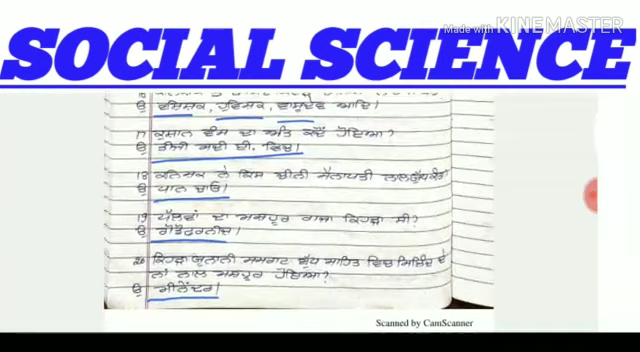 Made with KINEMASTER
SOCIAL SCIENCE
ਉ ਵਸ਼ਿਸ਼ਕ, ਹੁਵਿਸ਼ਕ, ਵਾਸੂਦੇਵ ਆਦਿ।
17 ਕੁਸ਼ਾਨ ਵੰਸ਼ ਦਾ ਅੰਤ ਕਦੋਂ ਹੋਇਆ?
ਉ ਤੀਜੀ ਸਦੀ ਈ. ਵਿਚ।
18 ਕਨਿਸ਼ਕ ਨੇ ਕਿਸ ਚੀਨੀ ਸੈਨਾਪਤੀ ਨਾਲ ਯੁੱਧ ਕੀਤਾ
ਉ ਪਾਨ ਚਾਓ।
19 ਪੱਲਵਾਂ ਦਾ ਮਸ਼ਹੂਰ ਰਾਜਾ ਕਿਹੜਾ ਸੀ?
ਉ ਗੋਂਡੋਫਰਨੀਜ਼।
20 ਕਿਹੜਾ ਯੂਨਾਨੀ ਸਮਰਾਟ ਬੁੱਧ ਸਾਹਿਤ ਵਿਚ ਮਿਲਿੰਦ ਦੇ
ਨਾਂ ਨਾਲ ਮਸ਼ਹੂਰ ਹੋਇਆ?
ਉ ਮੀਨੇਂਦਰ।
Scanned by CamScanner